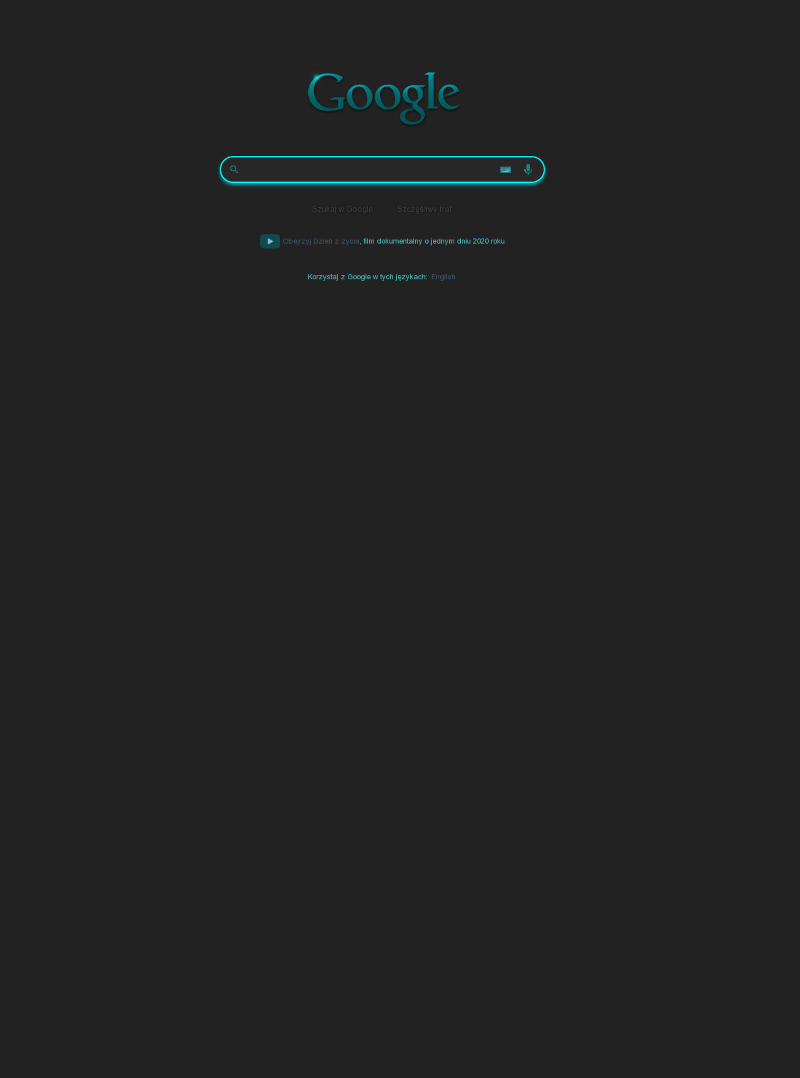 Google
Szukaj w Google Szczęśliwy traf
Obejrzyj Dzień z życia, film dokumentalny o jednym dniu 2020 roku
Korzystaj z Google w tych językach: English